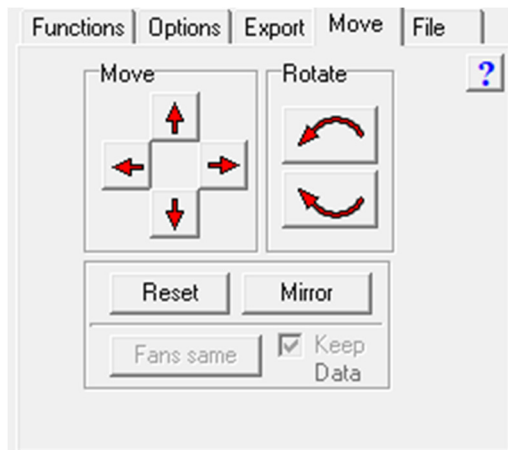 Functions Options Export Move File
Move Rotate ?
Reset Mirror
Fans same Keep
Data